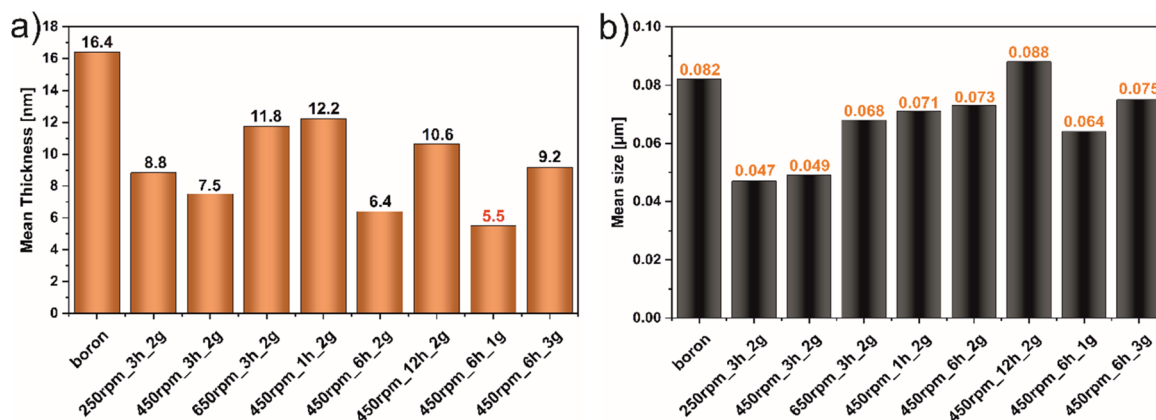 a)
Mean Thickness [nm]
18
16
14
12
10
8
6
4
2
0
16.4
8.8
7.5
11.8
12.2
6.4
10.6
5.5
9.2
boron
250rpm_3h_2g
450rpm_3h_2g
650rpm_3h_2g
450rpm_1h_2g
450rpm_6h_2g
450rpm_12h_2g
450rpm_6h_1g
450rpm_6h_3g
b)
Mean size [µm]
0.10
0.08
0.06
0.04
0.02
0.00
0.082
0.047
0.049
0.068
0.071
0.073
0.088
0.064
0.075
boron
250rpm_3h_2g
450rpm_3h_2g
650rpm_3h_2g
450rpm_1h_2g
450rpm_6h_2g
450rpm_12h_2g
450rpm_6h_1g
450rpm_6h_3g